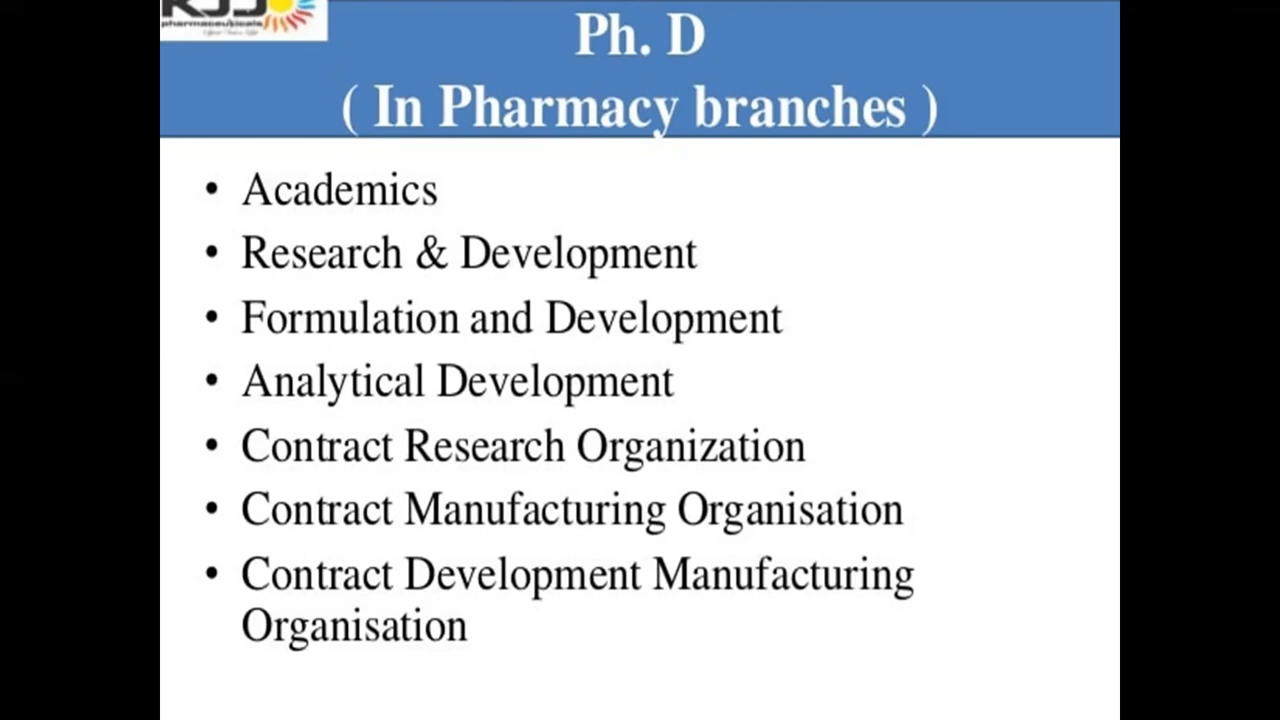 pharmaceuticals
Ph. D
( In Pharmacy branches )
• Academics
• Research & Development
• Formulation and Development
• Analytical Development
• Contract Research Organization
• Contract Manufacturing Organisation
• Contract Development Manufacturing
Organisation